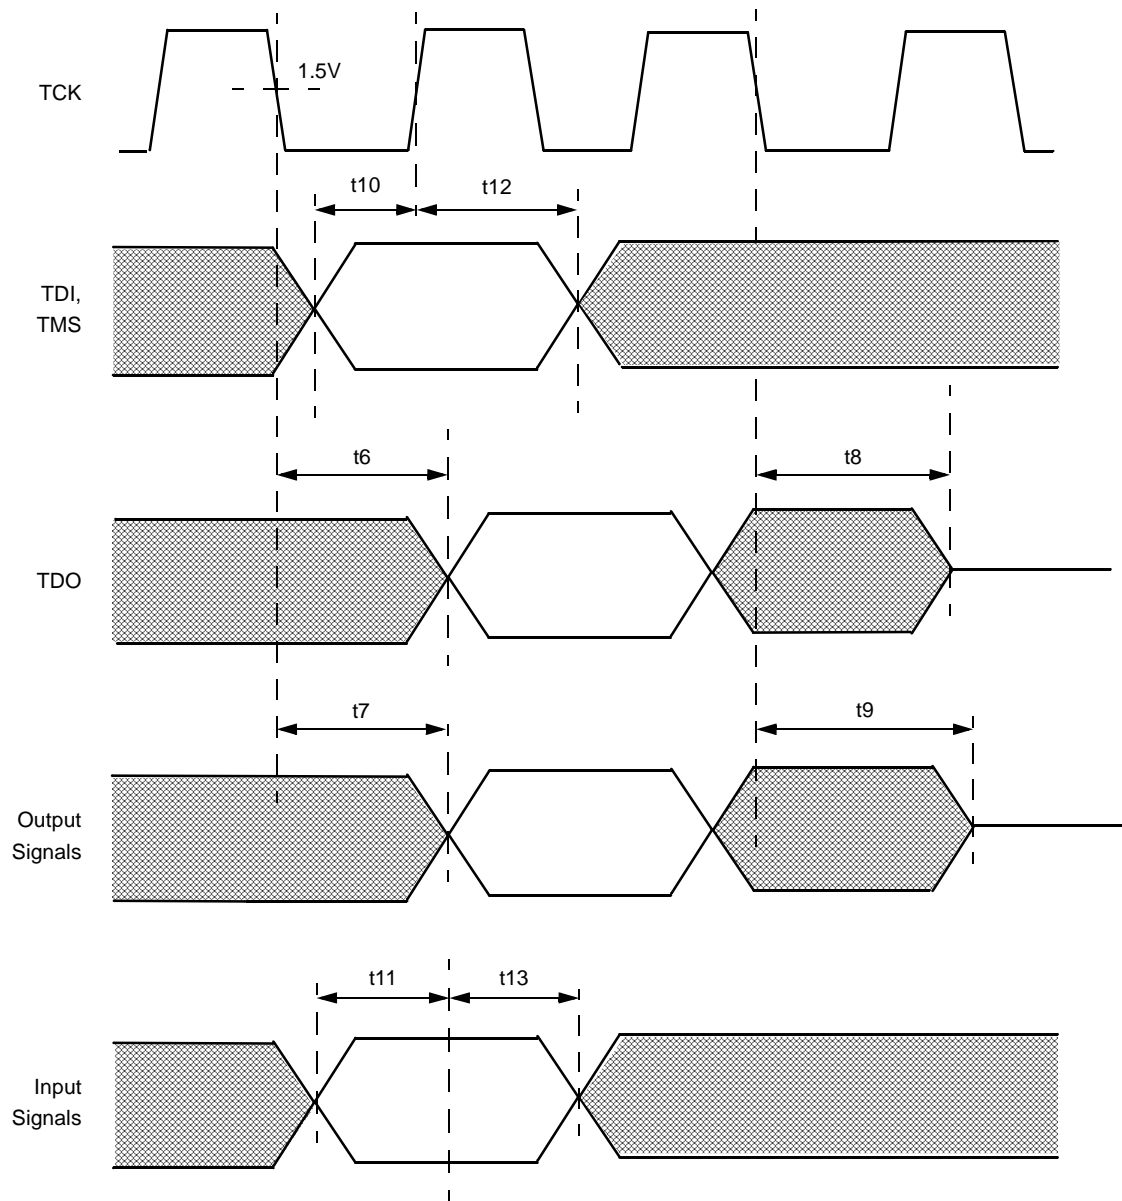 1.5V
TCK
t10
t12
TDI,
TMS
t6
t8
TDO
t7
t9
Output
Signals
t11
t13
Input
Signals